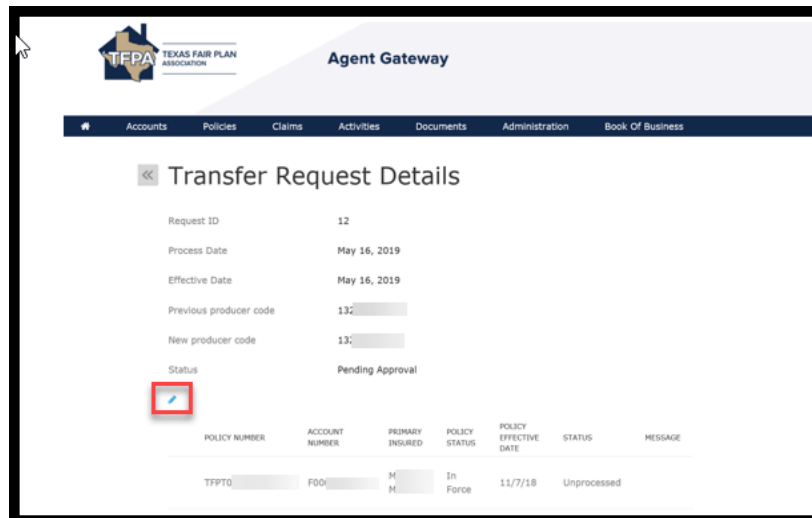 TFPA TEXAS FAIR PLAN
ASSOCIATION
Agent Gateway
Accounts Policies Claims Activities Documents Administration Book Of Business
Transfer Request Details
Request ID 12
Process Date May 16, 2019
Effective Date May 16, 2019
Previous producer code 132
New producer code 13
Status Pending Approval
POLICY NUMBER ACCOUNT NUMBER PRIMARY INSURED POLICY STATUS POLICY EFFECTIVE DATE STATUS MESSAGE
TFPT0 F00 M M In Force 11/7/18 Unprocessed